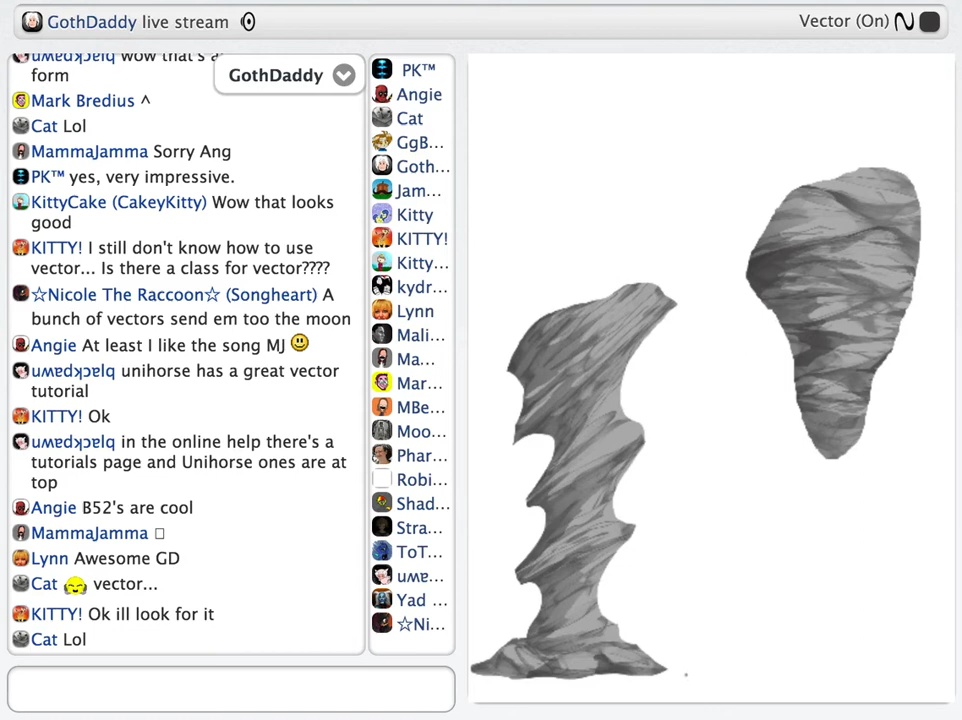 GothDaddy live stream
Vector (On)
GothDaddy
form
Mark Bredius ^
Cat Lol
MammaJamma Sorry Ang
PK™ yes, very impressive.
KittyCake (CakeyKitty) Wow that looks
good
KITTY! I still don't know how to use
vector... Is there a class for vector????
☆Nicole The Raccoon☆ (Songheart) A
bunch of vectors send em too the moon
Angie At least I like the song MJ
uʍɐdʞɔɐlq unihorse has a great vector
tutorial
KITTY! Ok
uʍɐdʞɔɐlq in the online help there's a
tutorials page and Unihorse ones are at
top
Angie B52's are cool
MammaJamma
Lynn Awesome GD
Cat vector...
KITTY! Ok ill look for it
Cat Lol
PK™
Angie
Cat
GgB...
Goth...
Jam...
Kitty
KITTY!
Kitty...
kydr...
Lynn
Mali...
Ma...
Mar...
MBe...
Moo...
Phar...
Robi...
Shad...
Stra...
ToT...
uʍɐ...
Yad ...
☆Ni...